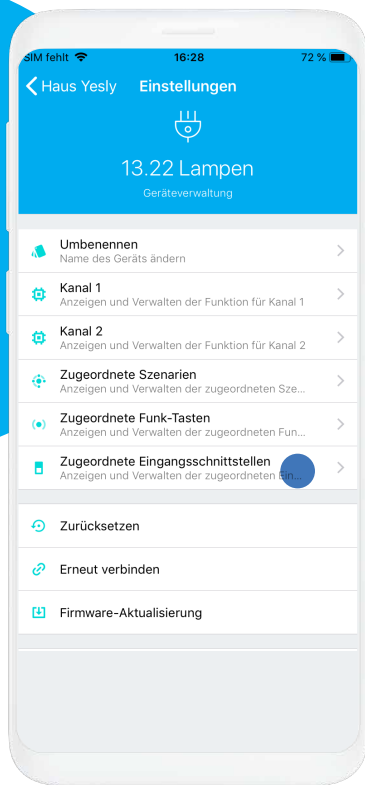 SIM fehlt 16:28 72 %
Haus Yesly Einstellungen
13.22 Lampen
Geräteverwaltung
Umbenennen
Name des Geräts ändern
Kanal 1
Anzeigen und Verwalten der Funktion für Kanal 1
Kanal 2
Anzeigen und Verwalten der Funktion für Kanal 2
Zugeordnete Szenarien
Anzeigen und Verwalten der zugeordneten Sze...
Zugeordnete Funk-Tasten
Anzeigen und Verwalten der zugeordneten Fun...
Zugeordnete Eingangsschnittstellen
Anzeigen und Verwalten der zugeordneten Ein...
Zurücksetzen
Erneut verbinden
Firmware-Aktualisierung